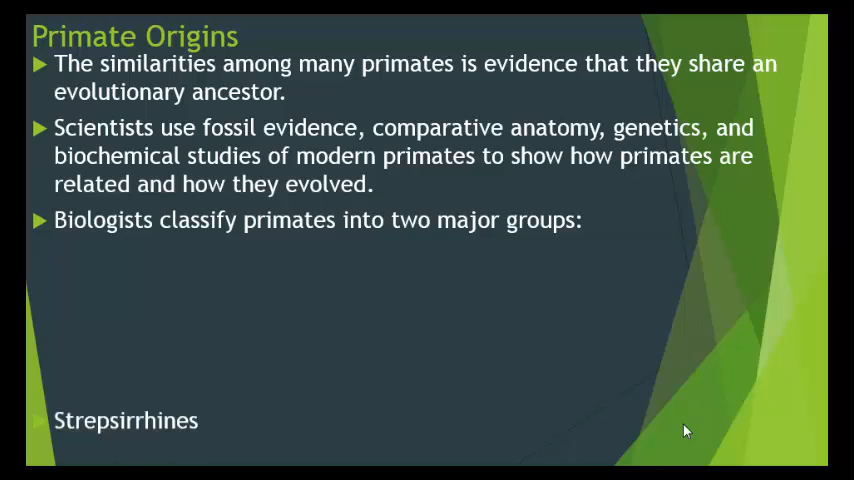 Primate Origins
The similarities among many primates is evidence that they share an
evolutionary ancestor.
Scientists use fossil evidence, comparative anatomy, genetics, and
biochemical studies of modern primates to show how primates are
related and how they evolved.
Biologists classify primates into two major groups:
Strepsirrhines